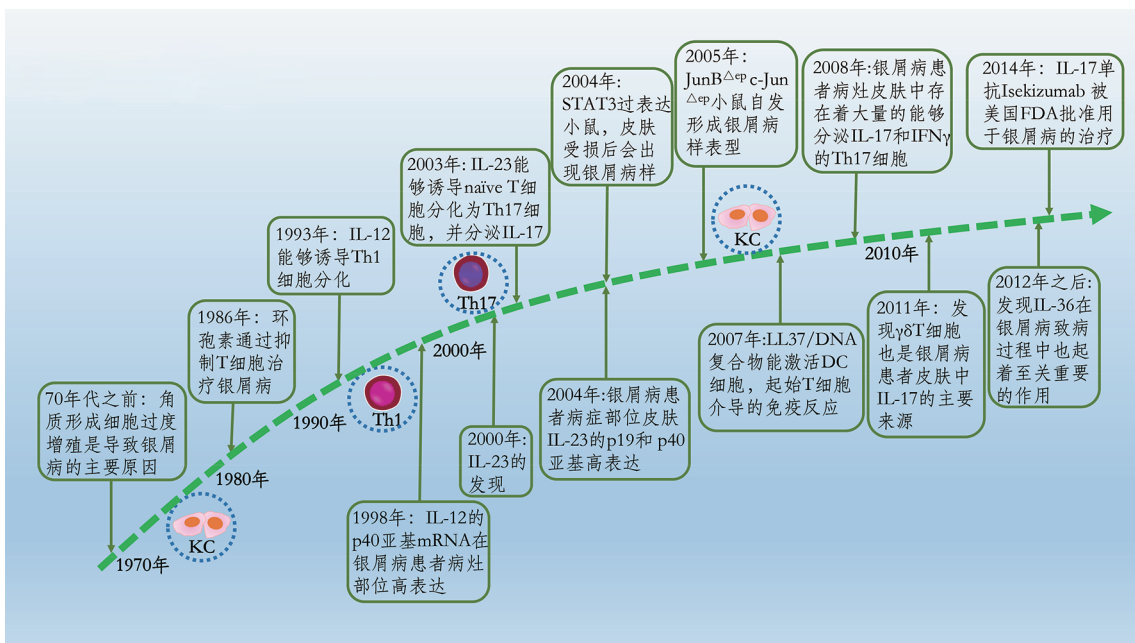 70年代之前：角
质形成细胞过度
增殖是导致银屑
病的主要原因
1970年
KC
1980年
1986年：环
孢素通过抑
制T细胞治
疗银屑病
1990年
1993年：IL-12
能够诱导Th1
细胞分化
Th1
1998年：IL-12的
p40亚基mRNA在
银屑病患者病灶
部位高表达
2000年
Th17
2000年:
IL-23的
发现
2003年: IL-23能
够诱导naïve T细
胞分化为Th17细
胞，并分泌IL-17
2004年：
STAT3过表达
小鼠，皮肤
受损后会出
现银屑病样
2004年:银屑病患
者病症部位皮肤
IL-23的p19和 p40
亚基高表达
2005年：
JunB△ep c-Jun
△ep小鼠自发
形成银屑病
样表型
KC
2007年:LL37/DNA
复合物能激活DC
细胞，起始T细胞
介导的免疫反应
2008年:银屑病患
者病灶皮肤中存
在着大量的能够
分泌IL-17和IFNγ
的Th17细胞
2010年
2011年：发
现γδT细胞
也是银屑病
患者皮肤中
IL-17的主要
来源
2012年之后:
发现IL-36在
银屑病致病
过程中也起
着至关重要
的作用
2014年：IL-17单
抗Isekizumab 被
美国FDA批准用
于银屑病的治疗